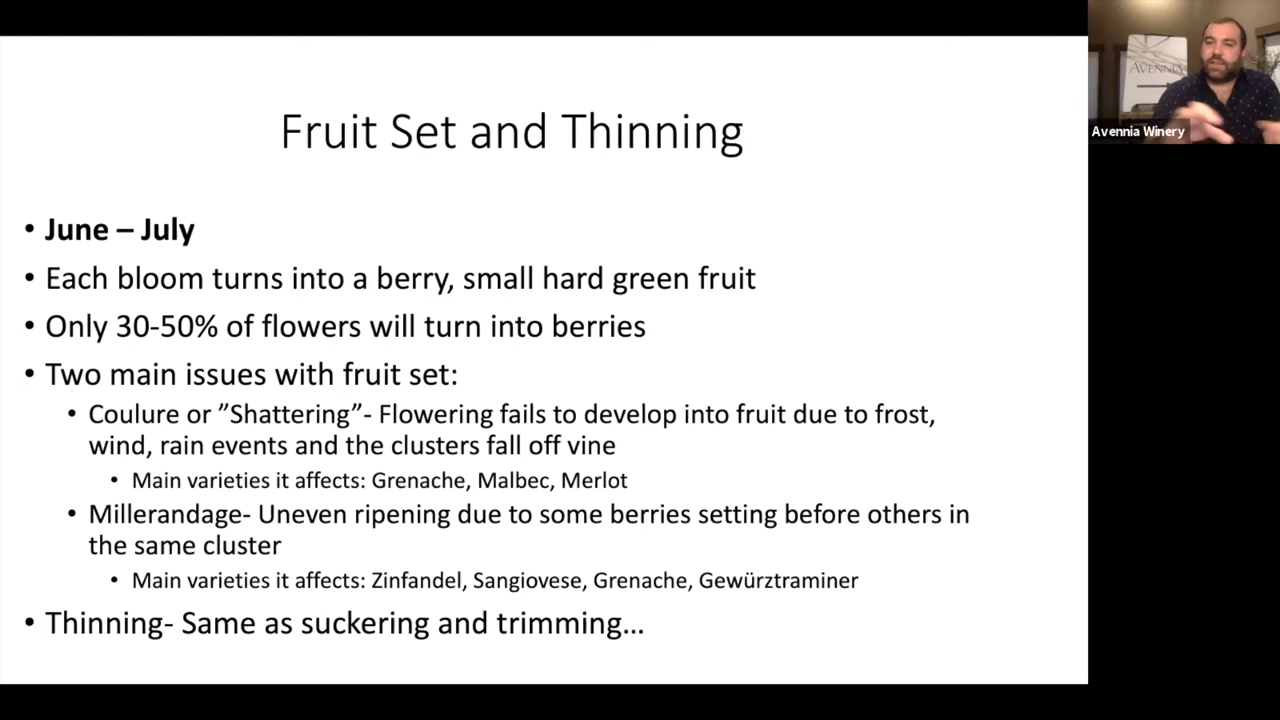 Fruit Set and Thinning
• June – July
• Each bloom turns into a berry, small hard green fruit
• Only 30-50% of flowers will turn into berries
• Two main issues with fruit set:
• Coulure or ”Shattering”- Flowering fails to develop into fruit due to frost,
wind, rain events and the clusters fall off vine
• Main varieties it affects: Grenache, Malbec, Merlot
• Millerandage- Uneven ripening due to some berries setting before others in
the same cluster
• Main varieties it affects: Zinfandel, Sangiovese, Grenache, Gewürztraminer
• Thinning- Same as suckering and trimming…
AVENNIA
Avennia Winery